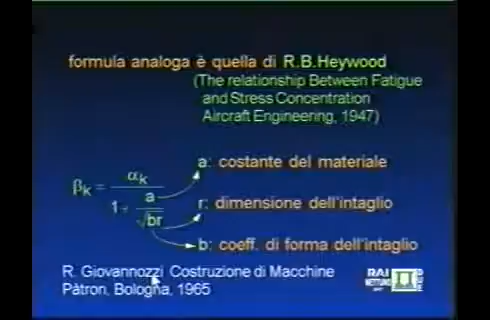 formula analoga è quella di R.B.Heywood
(The relationship Between Fatigue
and Stress Concentration
Aircraft Engineering, 1947)
a: costante del materiale
βk = αk / (1 + a / √br)
r: dimensione dell'intaglio
b: coeff. di forma dell'intaglio
R. Giovannozzi Costruzione di Macchine
Pàtron, Bologna, 1965
RAI